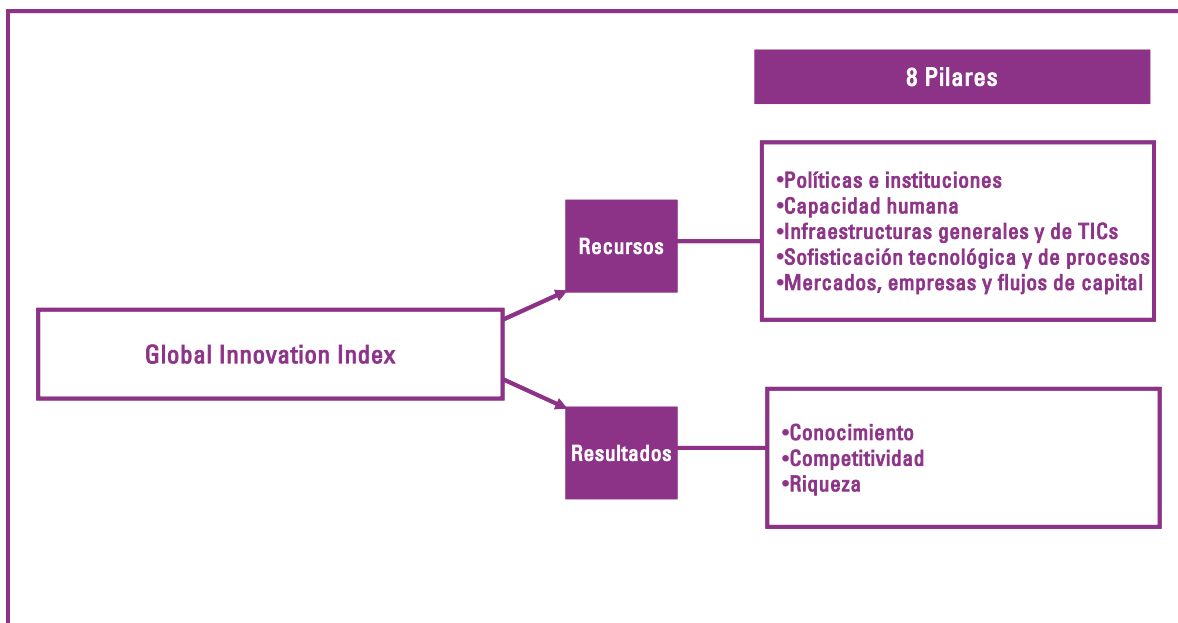 8 Pilares
•Políticas e instituciones
•Capacidad humana
•Infraestructuras generales y de TICs
•Sofisticación tecnológica y de procesos
•Mercados, empresas y flujos de capital
Recursos
Global Innovation Index
Resultados
•Conocimiento
•Competitividad
•Riqueza